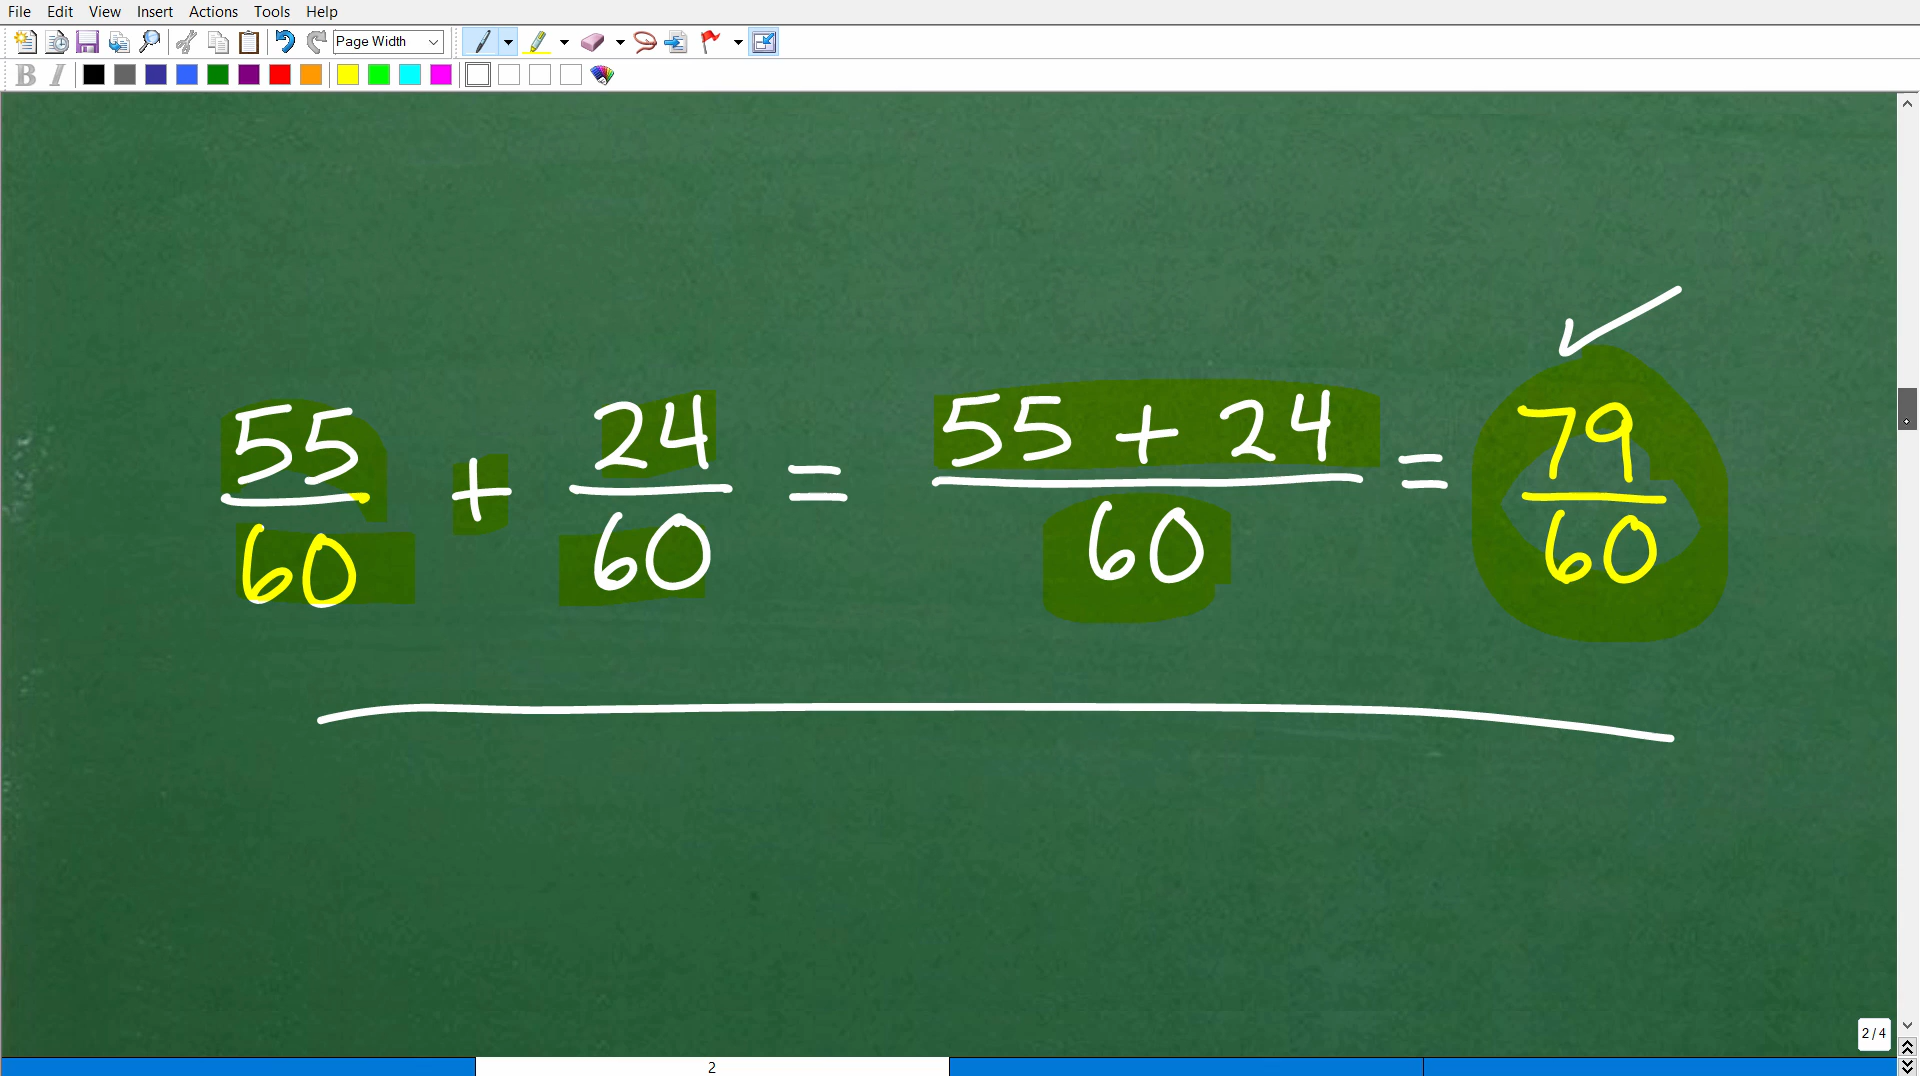 File Edit View Insert Actions Tools Help
Page Width
B I
55/60 + 24/60 = 55 + 24/60 = 79/60
2 / 4
2